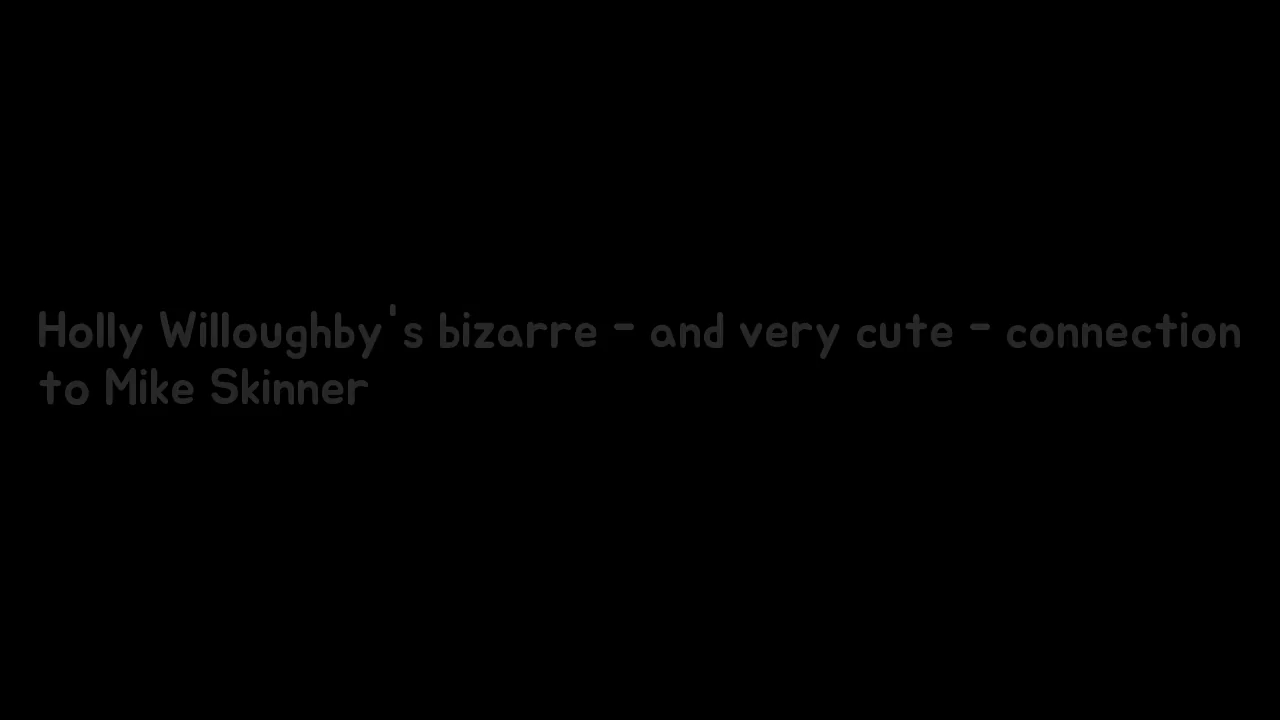 Holly Willoughby's bizarre - and very cute - connection
to Mike Skinner